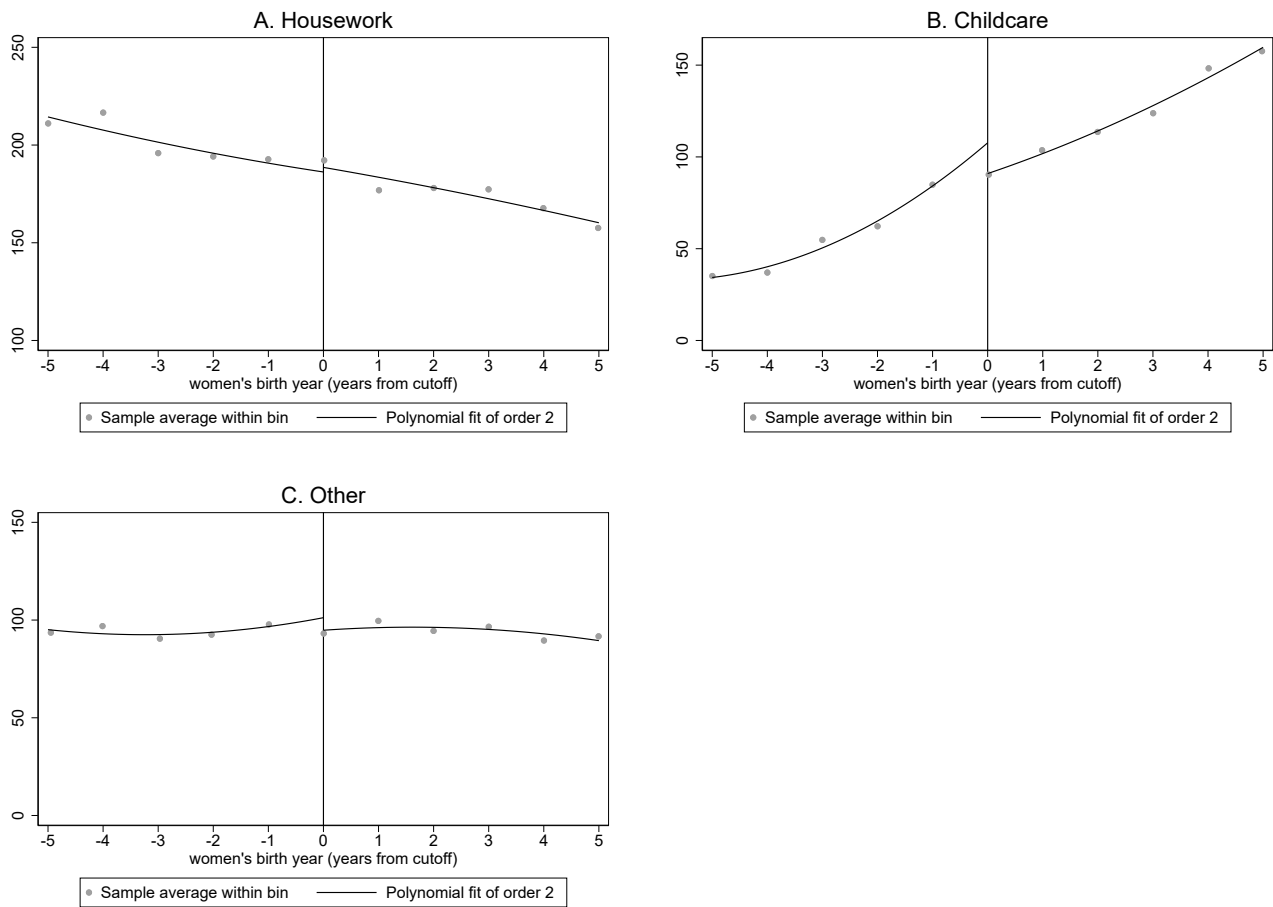 A. Housework
250
200
150
100
-5 -4 -3 -2 -1 0 1 2 3 4 5
women's birth year (years from cutoff)
Sample average within bin Polynomial fit of order 2
B. Childcare
150
100
50
0
-5 -4 -3 -2 -1 0 1 2 3 4 5
women's birth year (years from cutoff)
Sample average within bin Polynomial fit of order 2
C. Other
150
100
50
0
-5 -4 -3 -2 -1 0 1 2 3 4 5
women's birth year (years from cutoff)
Sample average within bin Polynomial fit of order 2